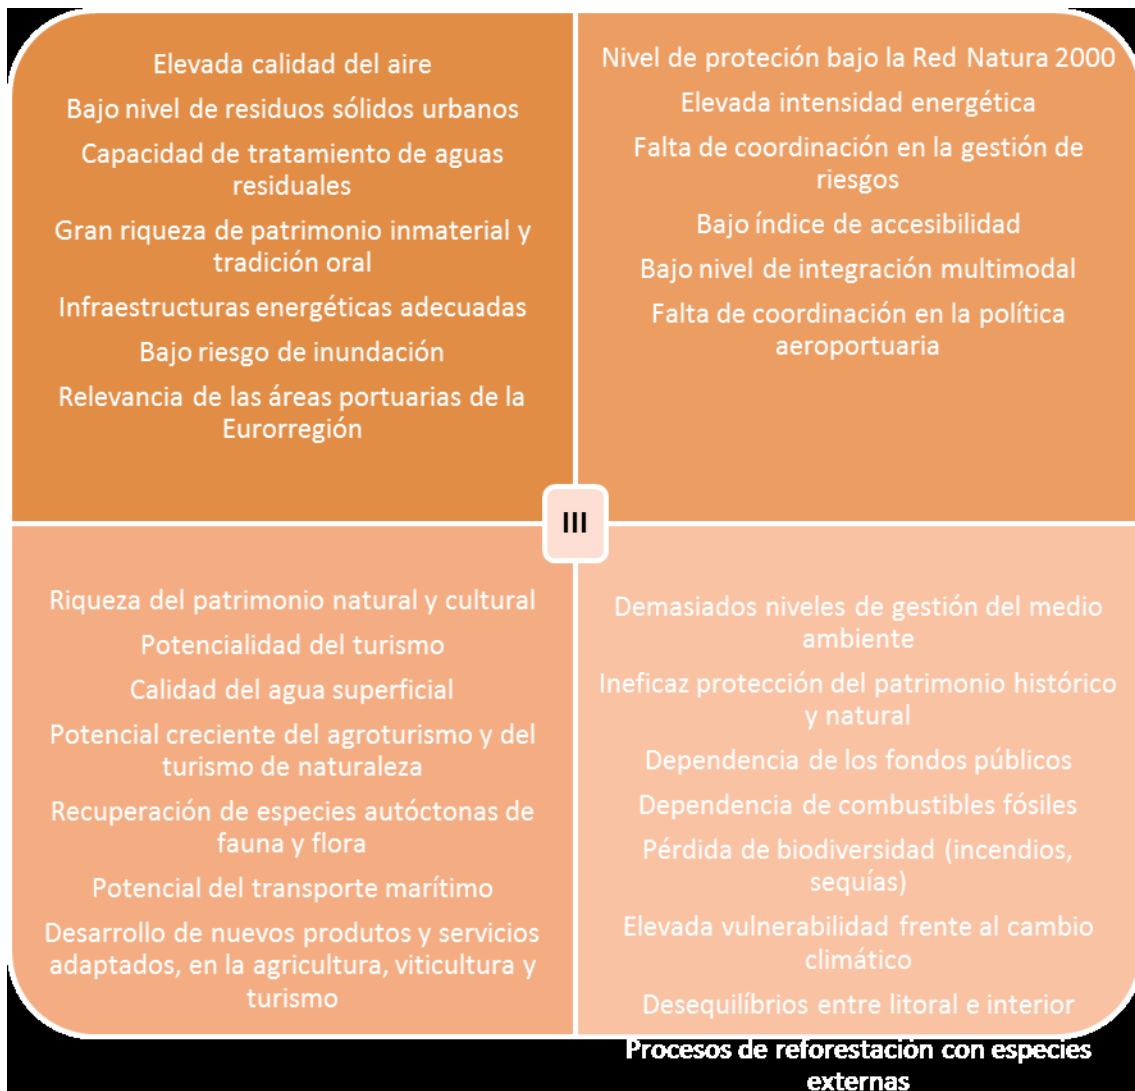 Elevada calidad del aire
Bajo nivel de residuos sólidos urbanos
Capacidad de tratamiento de aguas
residuales
Gran riqueza de patrimonio inmaterial y
tradición oral
Infraestructuras energéticas adecuadas
Bajo riesgo de inundación
Relevancia de las áreas portuarias de la
Eurorregión
Nivel de proteción bajo la Red Natura 2000
Elevada intensidad energética
Falta de coordinación en la gestión de
riesgos
Bajo índice de accesibilidad
Bajo nivel de integración multimodal
Falta de coordinación en la política
aeroportuaria
III
Riqueza del patrimonio natural y cultural
Potencialidad del turismo
Calidad del agua superficial
Potencial creciente del agroturismo y del
turismo de naturaleza
Recuperación de especies autóctonas de
fauna y flora
Potencial del transporte marítimo
Desarrollo de nuevos produtos y servicios
adaptados, en la agricultura, viticultura y
turismo
Demasiados niveles de gestión del medio
ambiente
Ineficaz protección del patrimonio histórico
y natural
Dependencia de los fondos públicos
Dependencia de combustibles fósiles
Pérdida de biodiversidad (incendios,
sequías)
Elevada vulnerabilidad frente al cambio
climático
Desequilíbrios entre litoral e interior
Procesos de reforestación con especies
externas